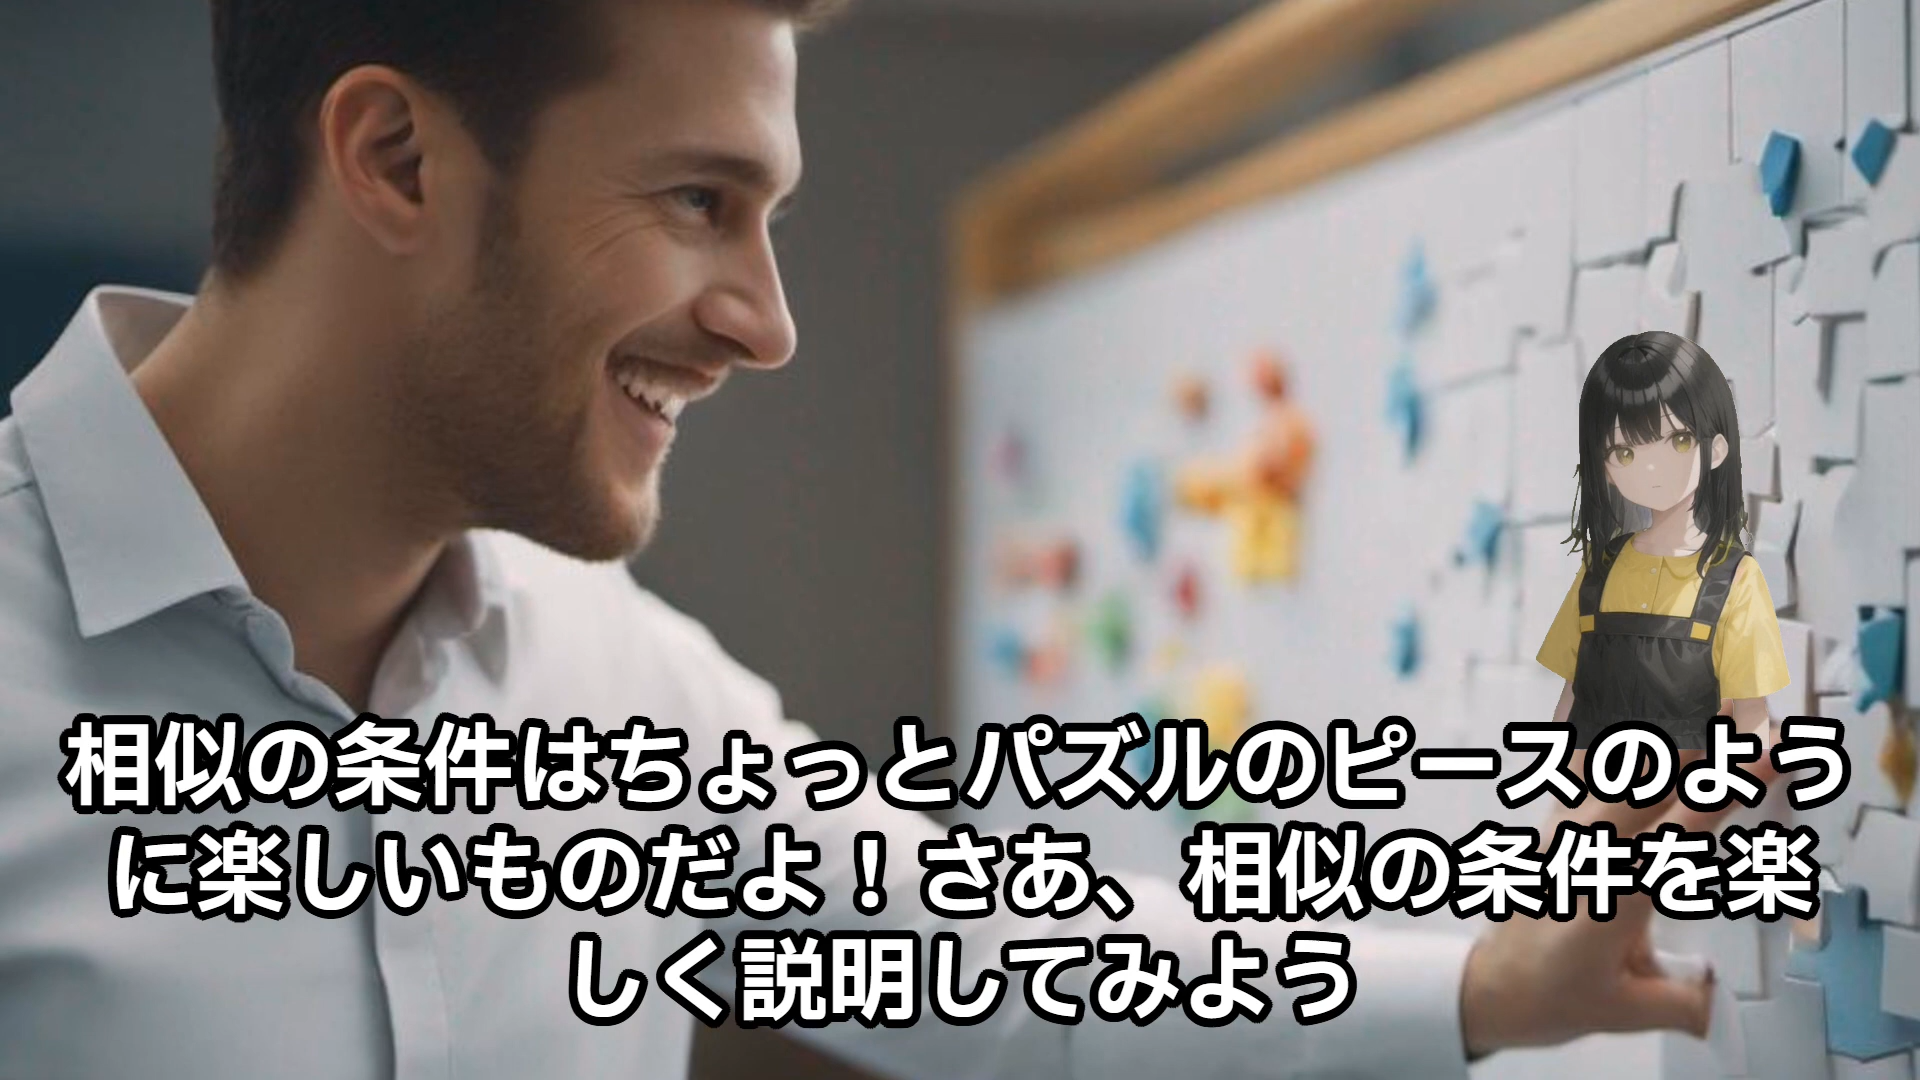 相似の条件はちょっとパズルのピースのよう
に楽しいものだよ！さあ、相似の条件を楽
しく説明してみよう